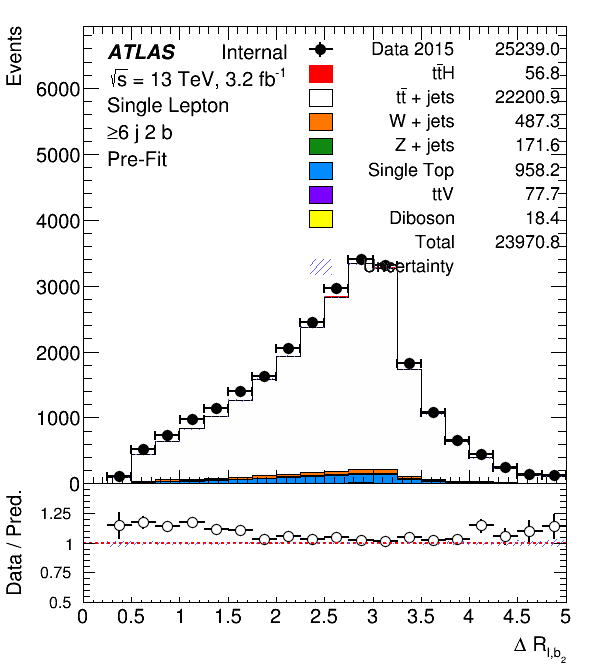 Events
ATLAS Internal
√s = 13 TeV, 3.2 fb⁻¹
Single Lepton
≥6 j 2 b
Pre-Fit
Data 2015 25239.0
tt̄H 56.8
tt̄ + jets 22200.9
W + jets 487.3
Z + jets 171.6
Single Top 958.2
ttV 77.7
Diboson 18.4
Total 23970.8
Uncertainty
6000
5000
4000
3000
2000
1000
0
Data / Pred.
1.25
1
0.75
0.5
0 0.5 1 1.5 2 2.5 3 3.5 4 4.5 5
Δ R_{l,b_2}